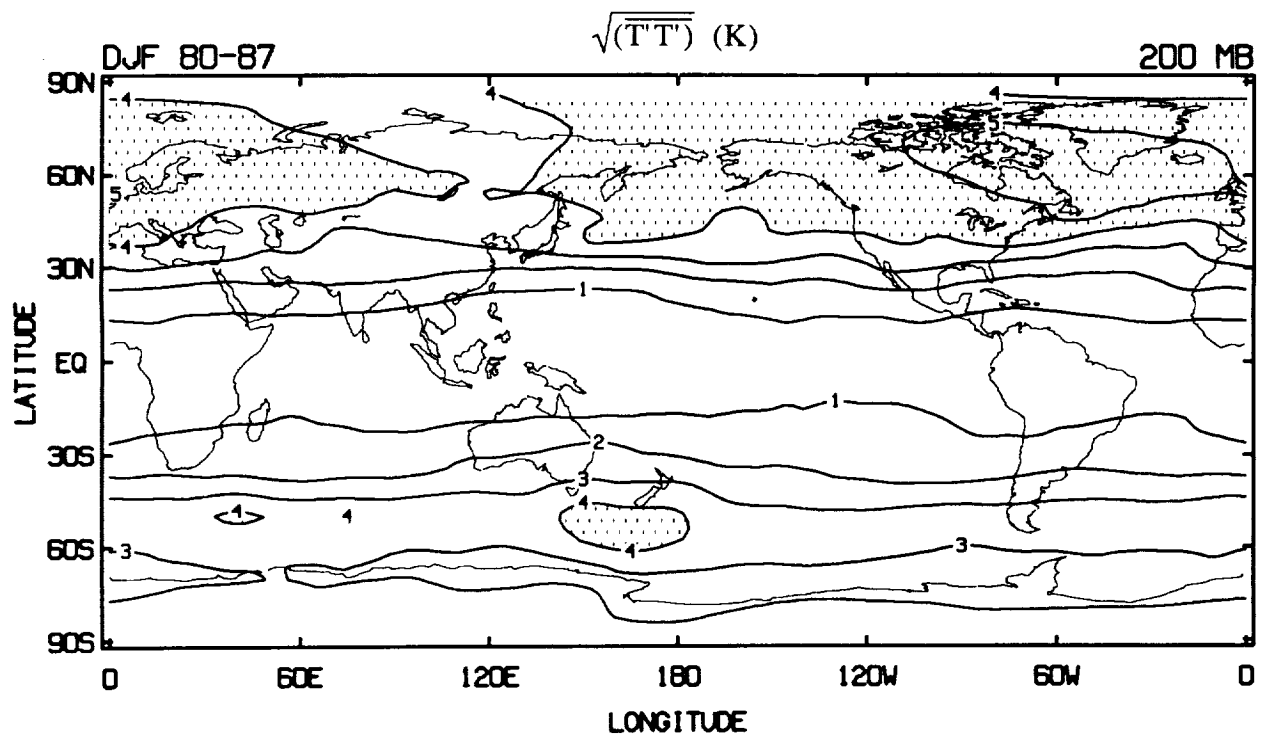 √(T'T') (K)
DJF 80-87 200 MB
90N
60N
30N
EQ
30S
60S
90S
LATITUDE
4 4 4
5
5
4
1
1
2
3
4 4 4
4
3 3
0 60E 120E 180 120W 60W 0
LONGITUDE